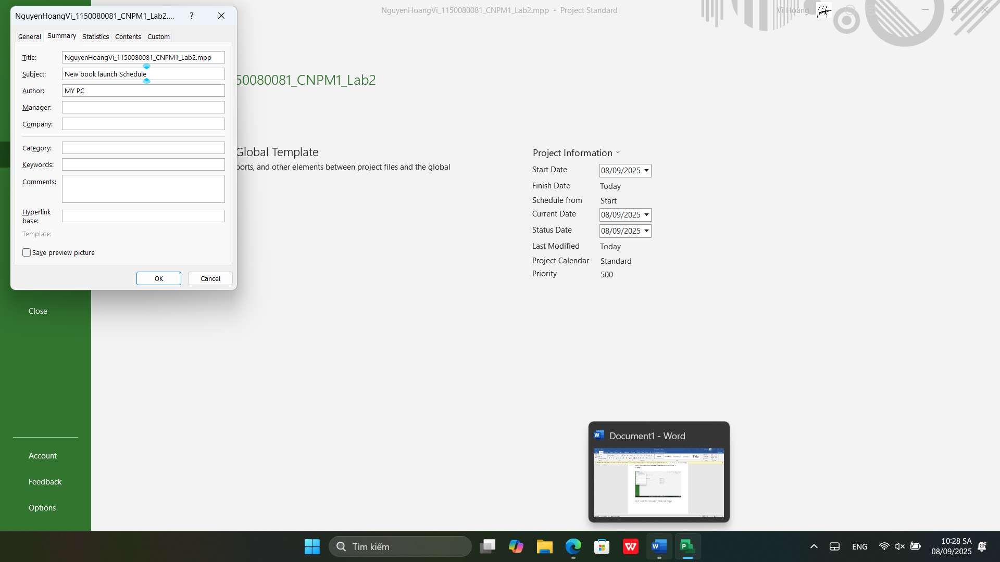 NguyenHoangVi_1150080081_CNPM1_Lab2....
?
NguyenHoangVi_1150080081_CNPM1_Lab2.mpp - Project Standard
Vĩ Hoàng
General Summary Statistics Contents Custom
Title: NguyenHoangVi_1150080081_CNPM1_Lab2.mpp
Subject: New book launch Schedule
Author: MY PC
Manager:
Company:
Category:
Keywords:
Comments:
Hyperlink
base:
Template:
Save preview picture
OK Cancel
50080081_CNPM1_Lab2
Global Template
ports, and other elements between project files and the global
Project Information
Start Date 08/09/2025
Finish Date Today
Schedule from Start
Current Date 08/09/2025
Status Date 08/09/2025
Last Modified Today
Project Calendar Standard
Priority 500
Close
Account
Feedback
Options
Document1 - Word
Title
Tìm kiếm
ENG
10:28 SA
08/09/2025